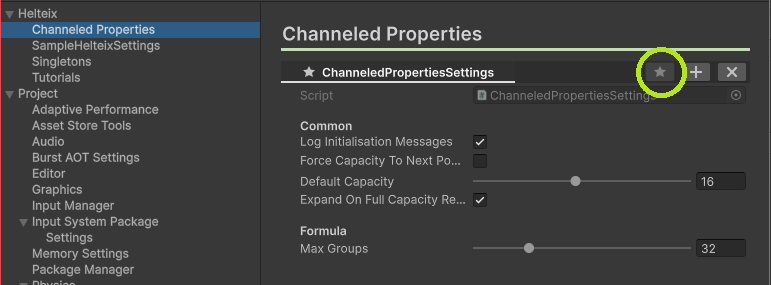 Helteix
Channeled Properties
SampleHelteixSettings
Singletons
Tutorials
Project
Adaptive Performance
Asset Store Tools
Audio
Burst AOT Settings
Editor
Graphics
Input Manager
Input System Package
Settings
Memory Settings
Package Manager
Physics
Channeled Properties
ChanneledPropertiesSettings
Script ChanneledPropertiesSettings
Common
Log Initialisation Messages
Force Capacity To Next Po...
Default Capacity 16
Expand On Full Capacity Re...
Formula
Max Groups 32